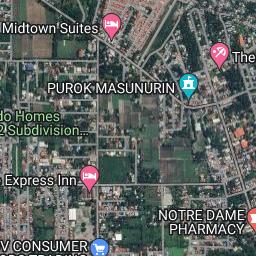 Midtown Suites
The
PUROK MASUNURIN
do Homes
2 Subdivision...
Express Inn
NOTRE DAME
PHARMACY
V CONSUMER